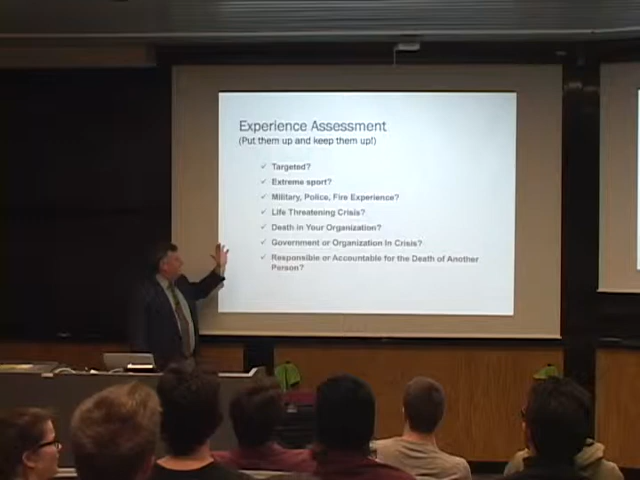 Experience Assessment
(Put them up and keep them up!)
✓ Targeted?
✓ Extreme sport?
✓ Military, Police, Fire Experience?
✓ Life Threatening Crisis?
✓ Death in Your Organization?
✓ Government or Organization In Crisis?
✓ Responsible or Accountable for the Death of Another
Person?